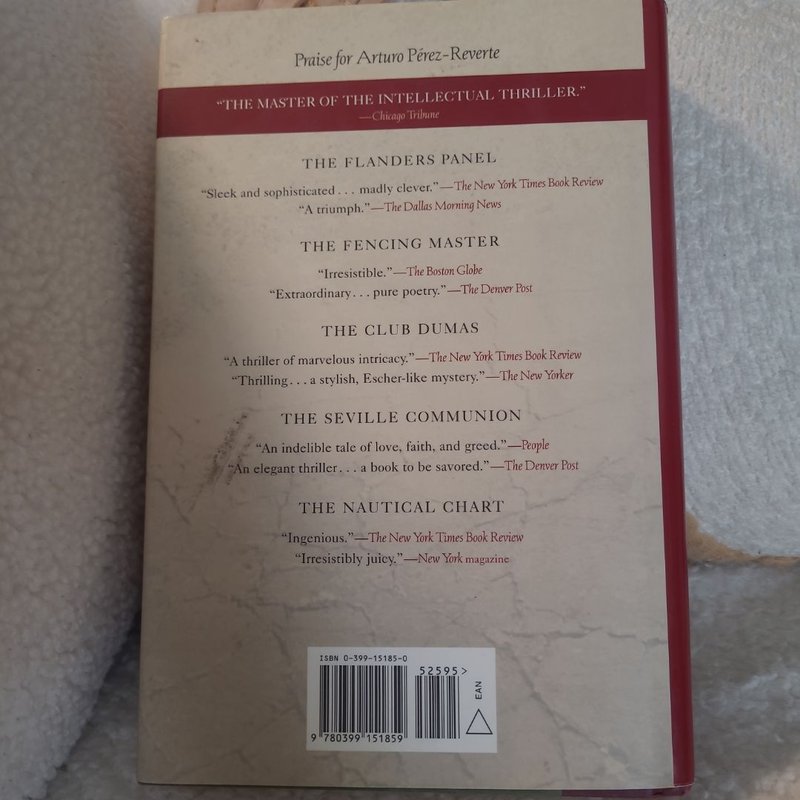 Praise for Arturo Pérez-Reverte
“THE MASTER OF THE INTELLECTUAL THRILLER.”
—Chicago Tribune
THE FLANDERS PANEL
“Sleek and sophisticated . . . madly clever.”—The New York Times Book Review
“A triumph.”—The Dallas Morning News
THE FENCING MASTER
“Irresistible.”—The Boston Globe
“Extraordinary . . . pure poetry.”—The Denver Post
THE CLUB DUMAS
“A thriller of marvelous intricacy.”—The New York Times Book Review
“Thrilling . . . a stylish, Escher-like mystery.”—The New Yorker
THE SEVILLE COMMUNION
“An indelible tale of love, faith, and greed.”—People
“An elegant thriller . . . a book to be savored.”—The Denver Post
THE NAUTICAL CHART
“Ingenious.”—The New York Times Book Review
“Irresistibly juicy.”—New York magazine
ISBN 0-399-15185-0
52595>
EAN
9 780399 151859